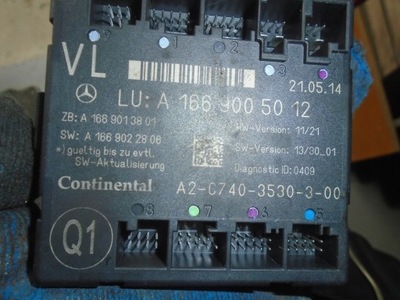 VL
21.05.14
LU: A 166 900 50 12
ZB: A 166 901 38 01
HW-Version: 11/21
SW: A 166 902 28 06
SW-Version: 13/30_01
*) gueltig bis zu evtl.
SW-Aktualisierung
Diagnostic ID: 0409
Continental
A2-C740-3530-3-00
Q1
1
2
3
8
7
6
5